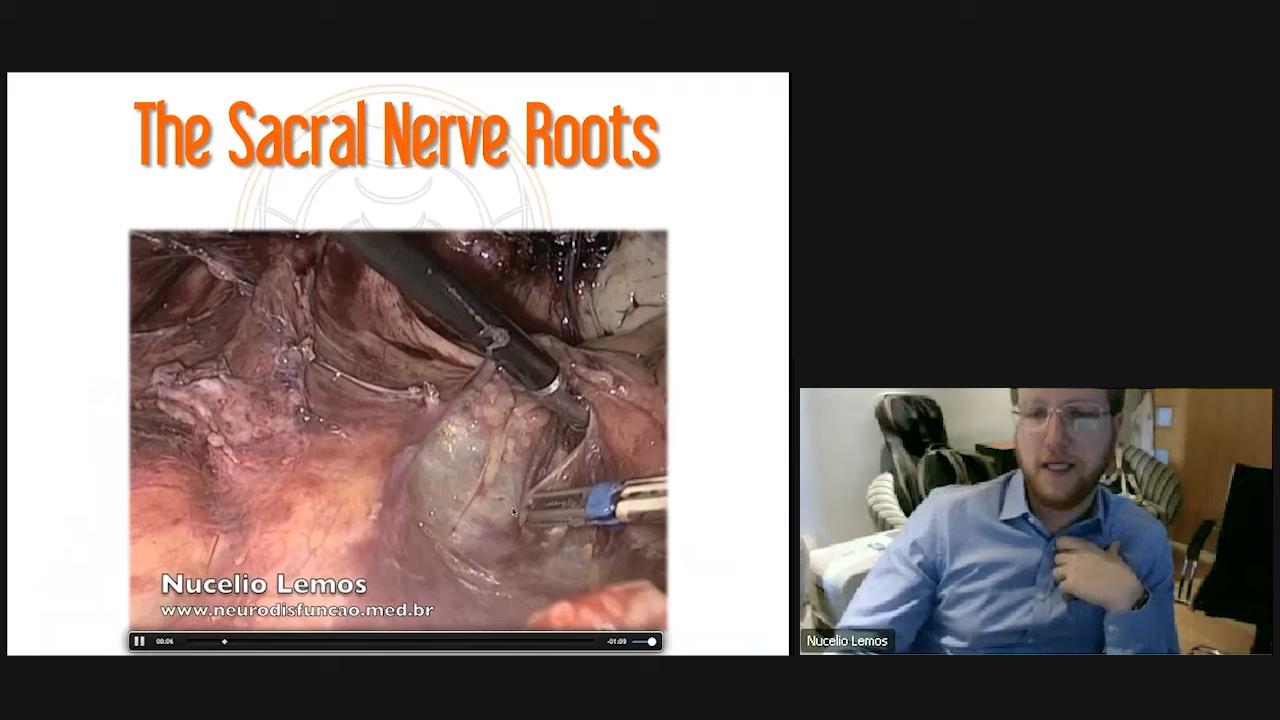 The Sacral Nerve Roots
Nucelio Lemos
www.neurodisfuncao.med.br
00:06
-01:09
Nucelio Lemos